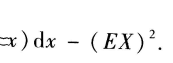 x) dx − (EX)².